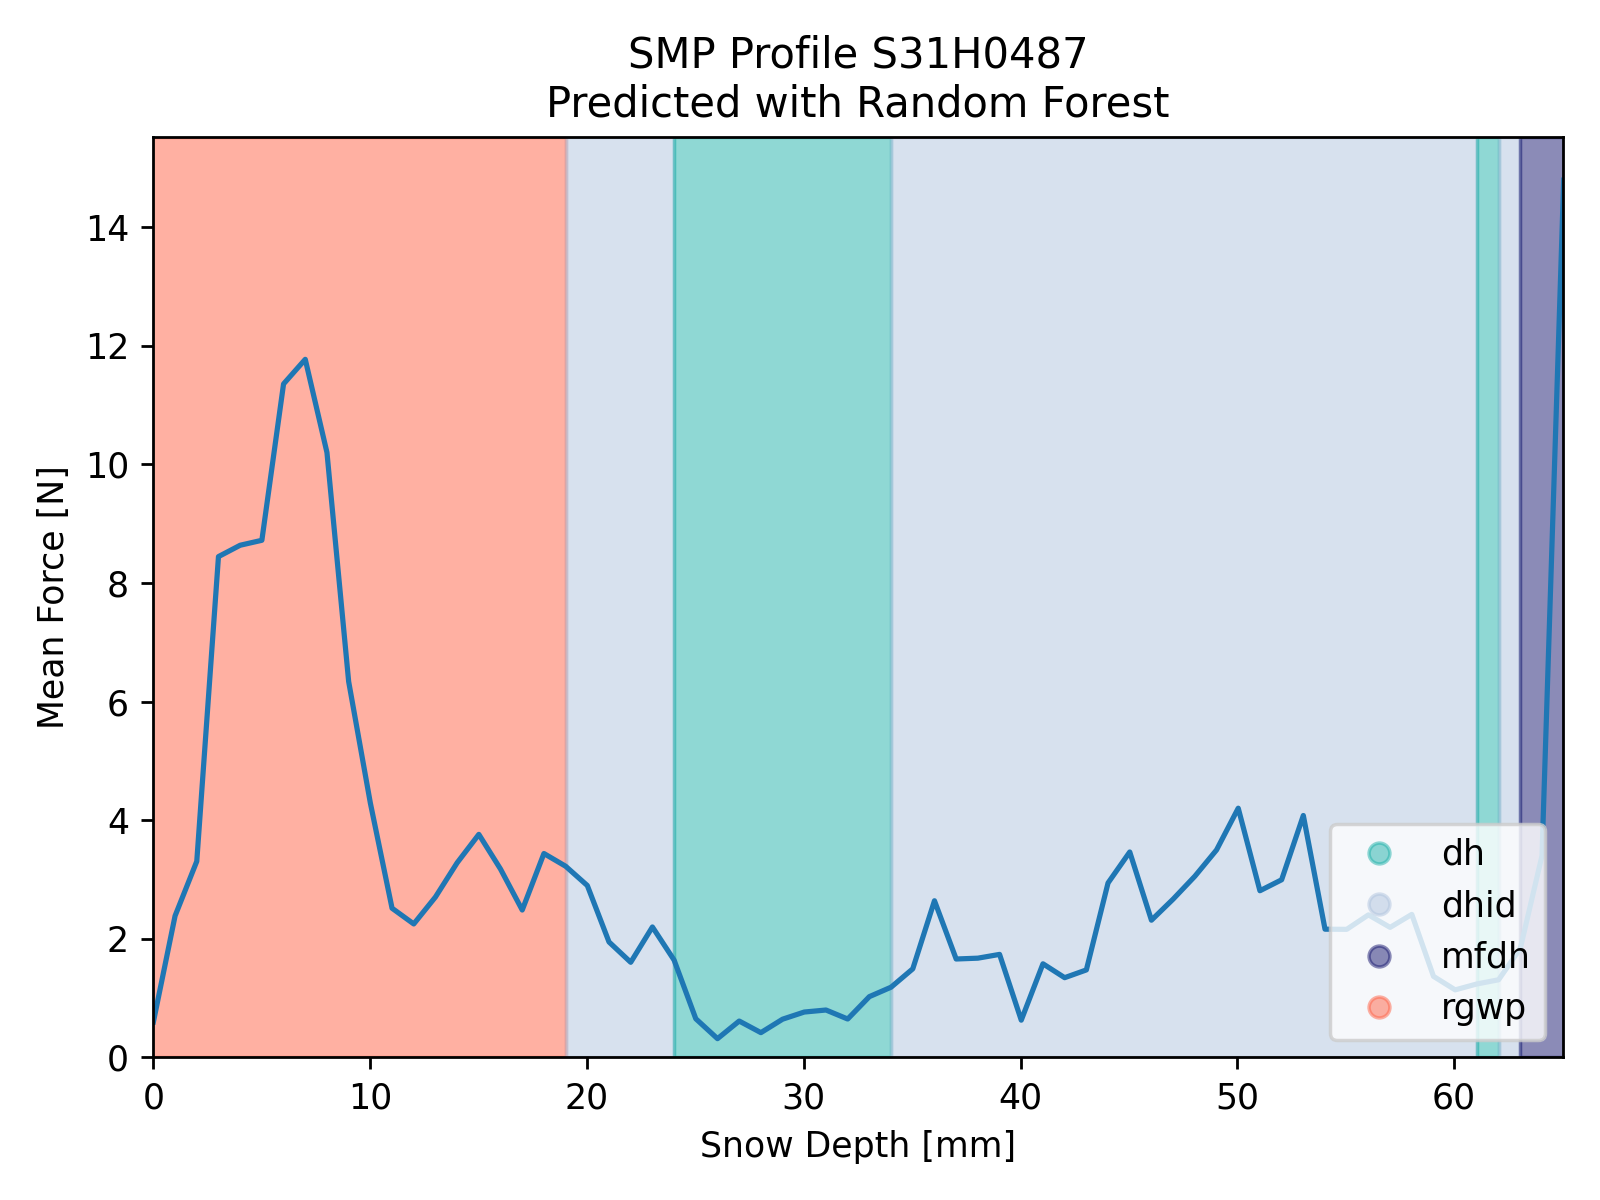 SMP Profile S31H0487
Predicted with Random Forest
Mean Force [N]
14
12
10
8
6
4
2
0
dh
dhid
mfdh
rgwp
0 10 20 30 40 50 60
Snow Depth [mm]